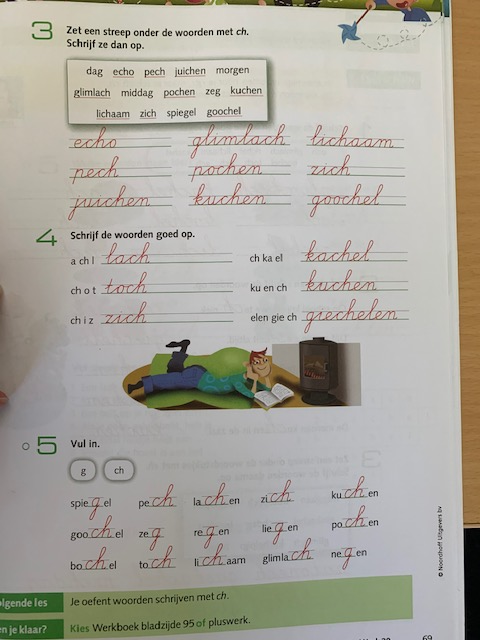 3 Zet een streep onder de woorden met ch.
Schrijf ze dan op.
dag echo pech juichen morgen
glimlach middag pochen zeg kuchen
lichaam zich spiegel goochel
echo glimlach lichaam
pech pochen zich
juichen kuchen goochel
4 Schrijf de woorden goed op.
a ch l lach ch ka el kachel
ch o t toch ku en ch kuchen
ch i z zich elen gie ch giechelen
5 Vul in.
g ch
spiegel pech lachen zich kuchen
goochel zeg regen liegen pochen
bochel toch lichaam glimlach negen
© Noordhoff Uitgevers bv
olgende les Je oefent woorden schrijven met ch.
en je klaar? Kies Werkboek bladzijde 95 of pluswerk.
69